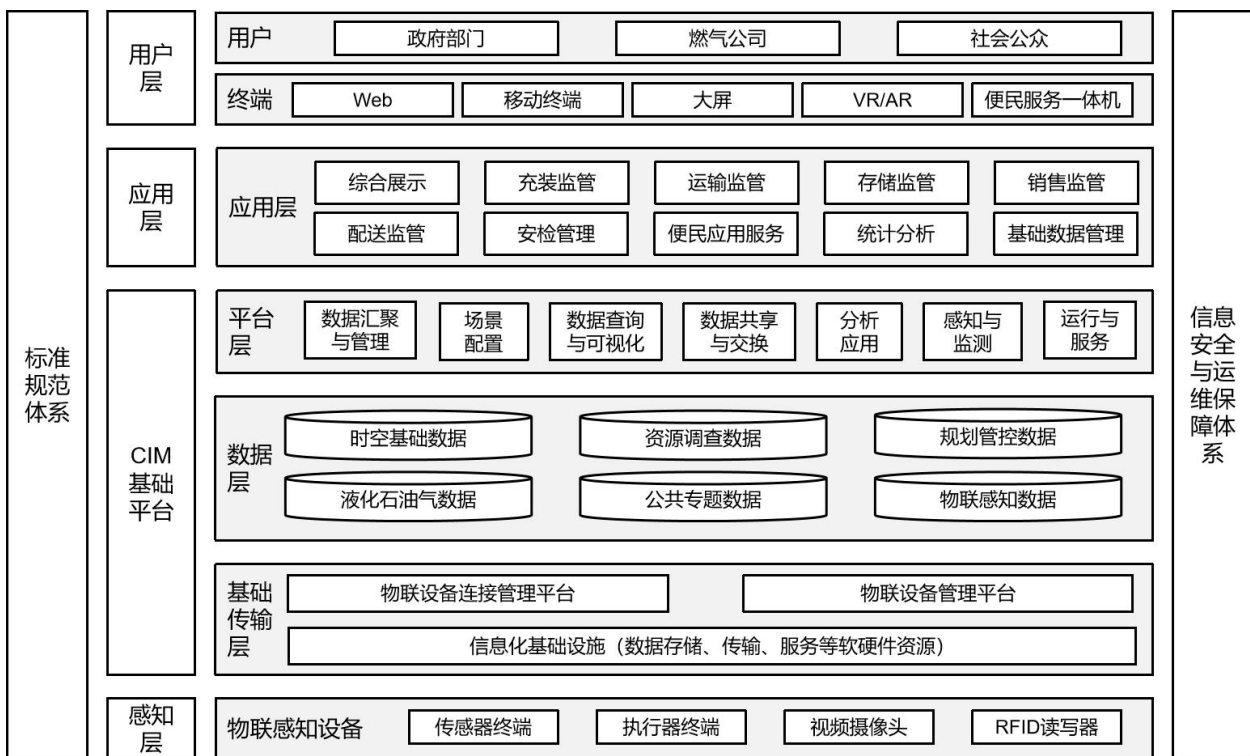 标准
规范
体系
用户
层
用户
政府部门
燃气公司
社会公众
终端
Web
移动终端
大屏
VR/AR
便民服务一体机
应用
层
应用层
综合展示
充装监管
运输监管
存储监管
销售监管
配送监管
安检管理
便民应用服务
统计分析
基础数据管理
CIM
基础
平台
平台
层
数据汇聚
与管理
场景
配置
数据查询
与可视化
数据共享
与交换
分析
应用
感知与
监测
运行与
服务
数据
层
时空基础数据
资源调查数据
规划管控数据
液化石油气数据
公共专题数据
物联感知数据
基础
传输
层
物联设备连接管理平台
物联设备管理平台
信息化基础设施（数据存储、传输、服务等软硬件资源）
感知
层
物联感知设备
传感器终端
执行器终端
视频摄像头
RFID读写器
信息
安全
与运
维保
障体
系